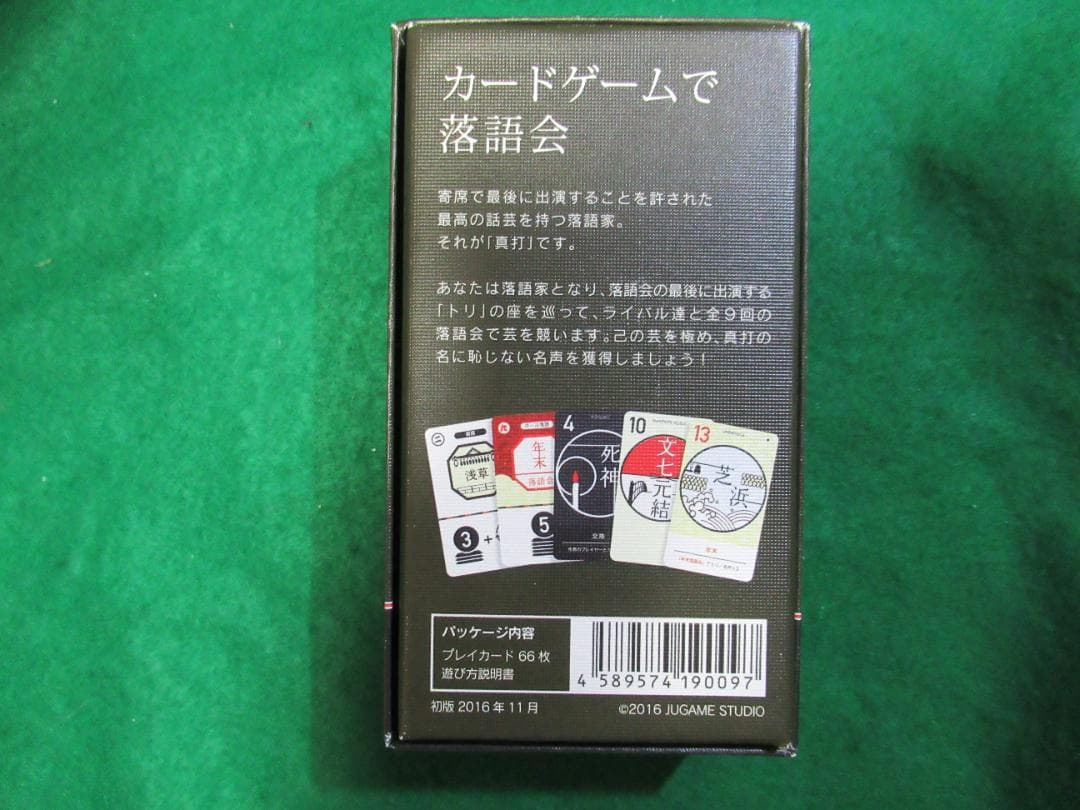 カードゲームで
落語会
寄席で最後に出演することを許された
最高の話芸を持つ落語家。
それが「真打」です。
あなたは落語家となり、落語会の最後に出演する
「トリ」の座を巡って、ライバル達と全9回の
落語会で芸を競います。己の芸を極め、真打の
名に恥じない名声を獲得しましょう!
二
浅草
3 +
年末
落語会
5
4
死神
交換
10
文七元結
13
芝浜
パッケージ内容
プレイカード 66 枚
遊び方説明書
4 589574 190097
初版 2016 年 11 月
©2016 JUGAME STUDIO